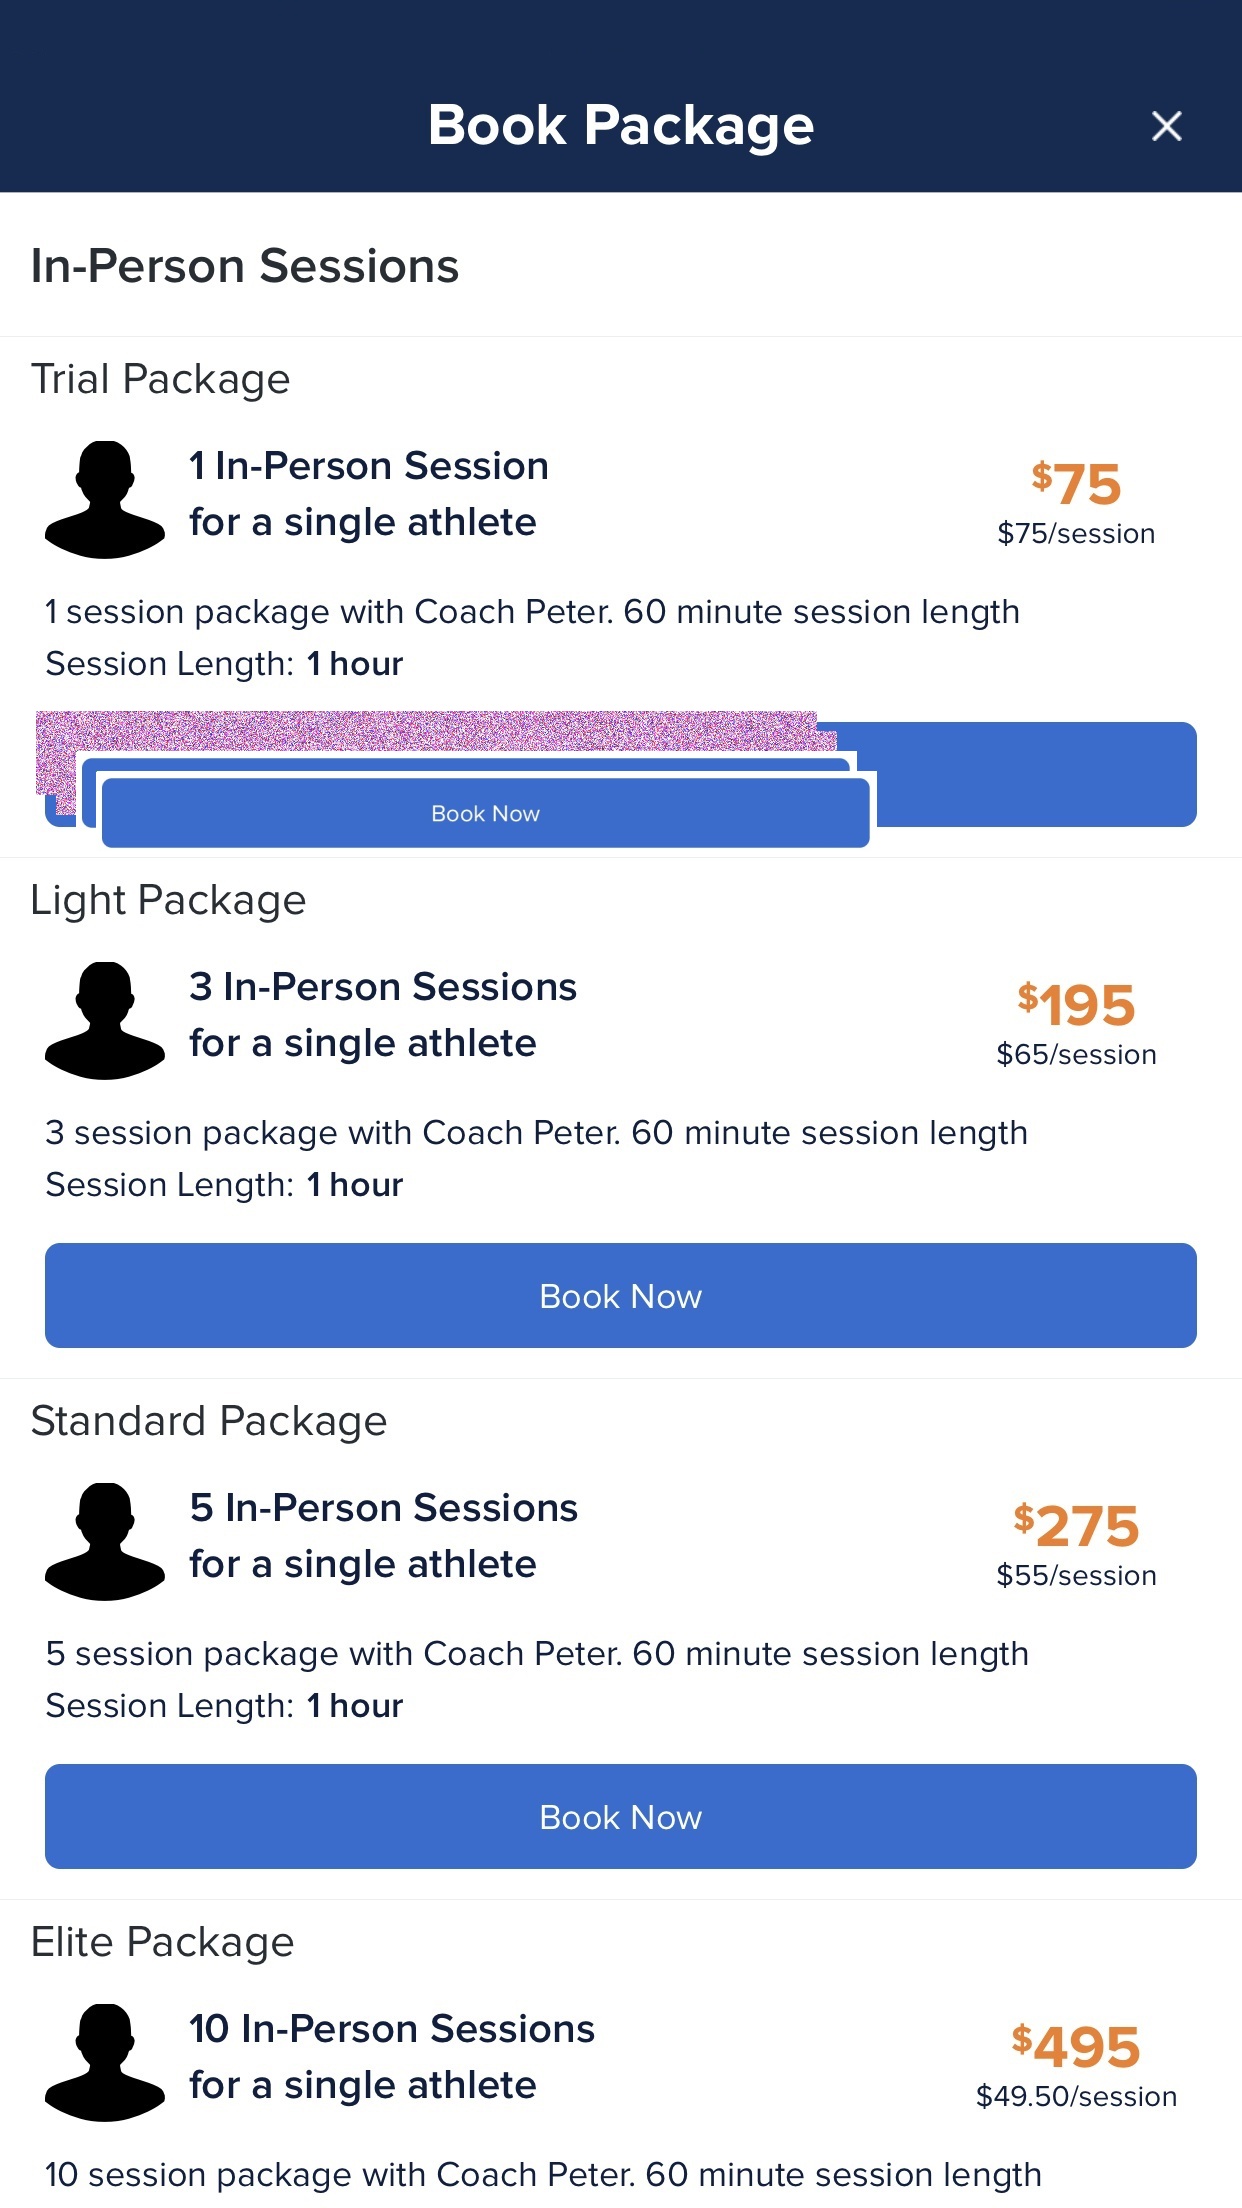 Book Package
In-Person Sessions
Trial Package
1 In-Person Session
for a single athlete
$75
$75/session
1 session package with Coach Peter. 60 minute session length
Session Length: 1 hour
Book Now
Light Package
3 In-Person Sessions
for a single athlete
$195
$65/session
3 session package with Coach Peter. 60 minute session length
Session Length: 1 hour
Book Now
Standard Package
5 In-Person Sessions
for a single athlete
$275
$55/session
5 session package with Coach Peter. 60 minute session length
Session Length: 1 hour
Book Now
Elite Package
10 In-Person Sessions
for a single athlete
$495
$49.50/session
10 session package with Coach Peter. 60 minute session length